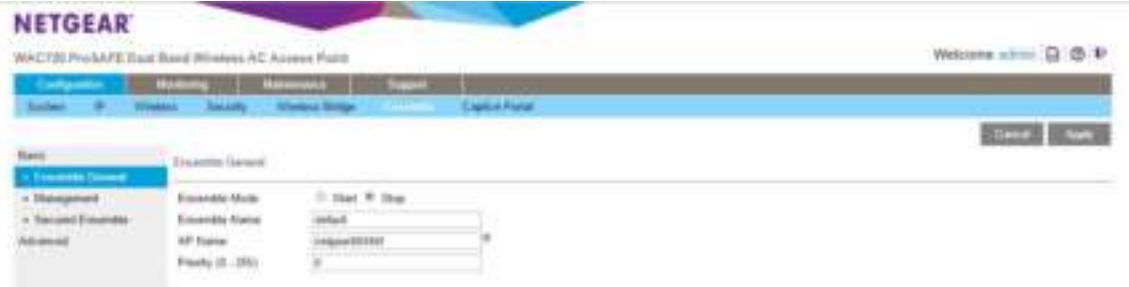 NETGEAR
WAC720 ProSAFE Dual Band Wireless AC Access Point
Welcome admin
Configuration Monitoring Maintenance Support
System IP Wireless Security Wireless Bridge Ensemble Captive Portal
Cancel Apply
Basic
Ensemble General
Ensemble General
Management
Secured Ensemble
Advanced
Ensemble Mode Start Stop
Ensemble Name default
AP Name
Priority (0 - 255) 0